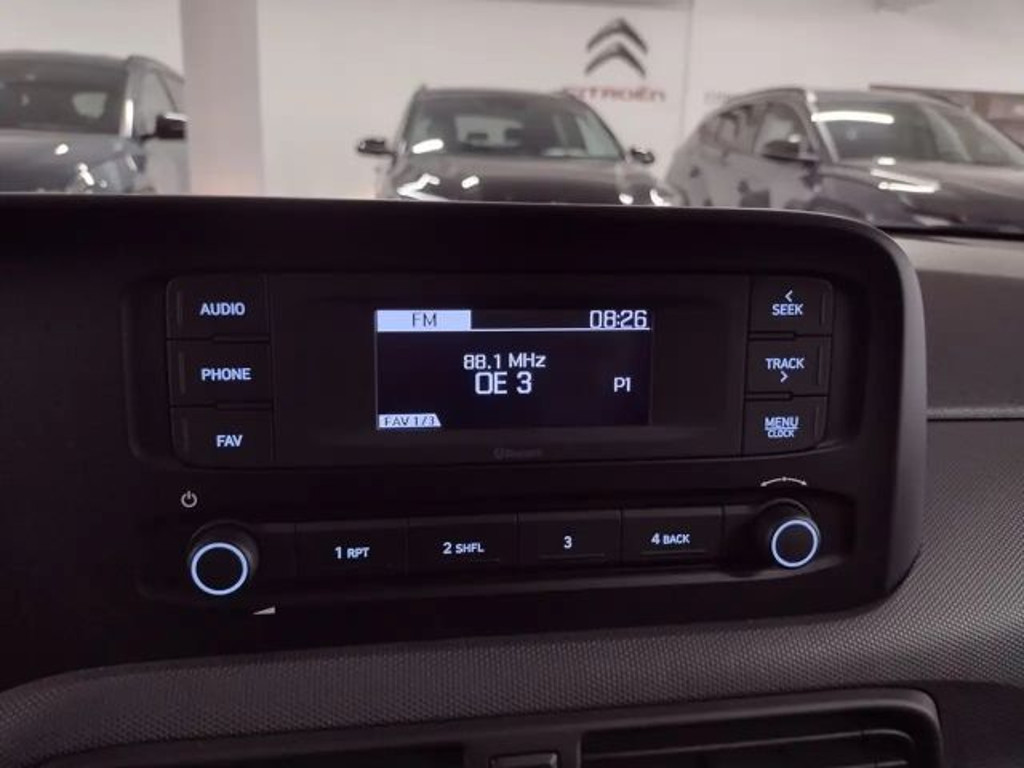 CITROËN
AUDIO
PHONE
FAV
FM 08:26
88.1 MHz
OE 3 P1
FAV 1/3
<
SEEK
TRACK
>
MENU
CLOCK
Bluetooth
1 RPT
2 SHFL
3
4 BACK